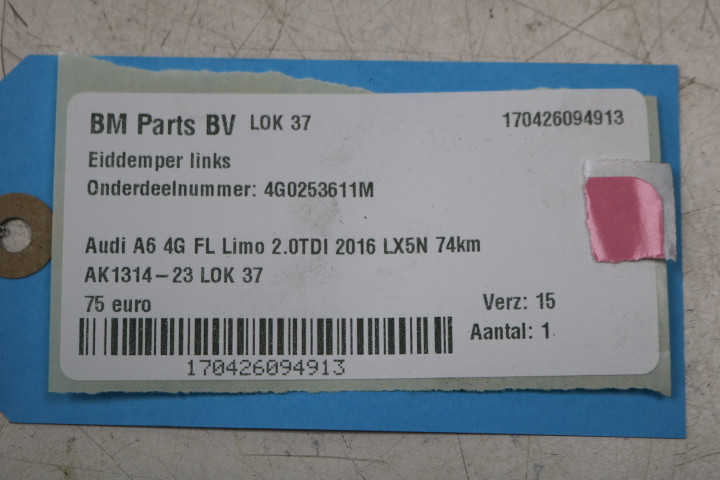 BM Parts BV LOK 37 170426094913
Eiddemper links
Onderdeelnummer: 4G0253611M
Audi A6 4G FL Limo 2.0TDI 2016 LX5N 74km
AK1314-23 LOK 37
75 euro Verz: 15
Aantal: 1
170426094913